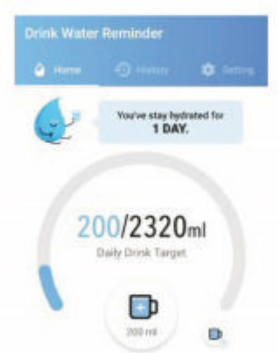 Drink Water Reminder
Home History Setting
You've stay hydrated for
1 DAY.
200/2320ml
Daily Drink Target
200 ml